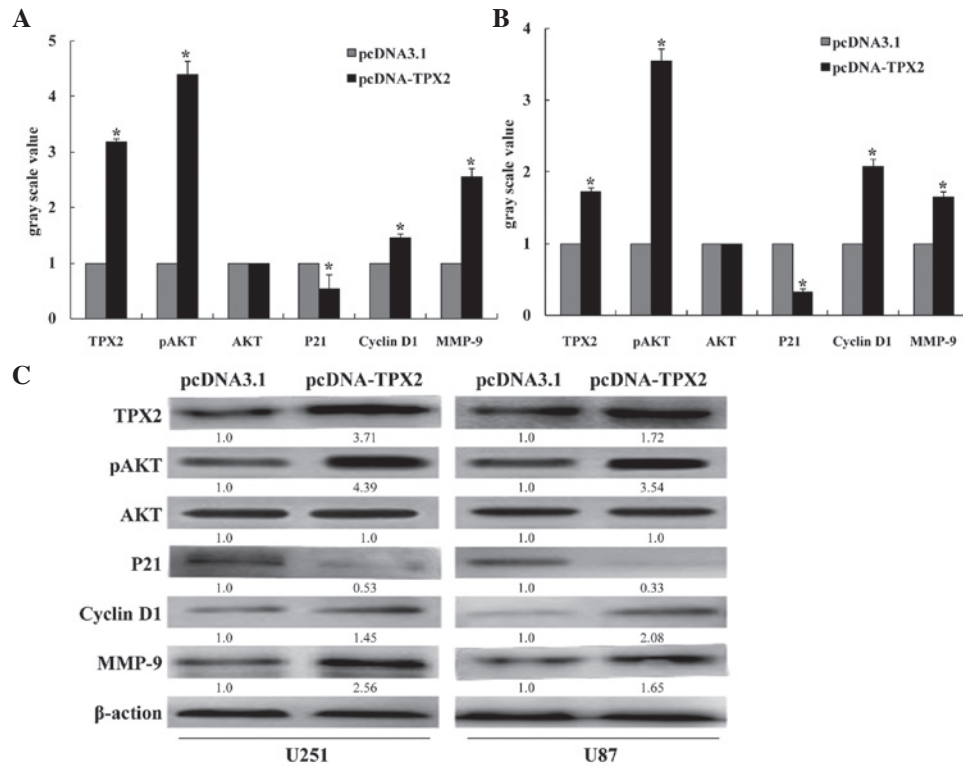 A
gray scale value
5
4
3
2
1
0
pcDNA3.1
pcDNA-TPX2
*
*
*
*
*
TPX2 pAKT AKT P21 Cyclin D1 MMP-9
B
gray scale value
4
3
2
1
0
pcDNA3.1
pcDNA-TPX2
*
*
*
*
*
TPX2 pAKT AKT P21 Cyclin D1 MMP-9
C
pcDNA3.1 pcDNA-TPX2 pcDNA3.1 pcDNA-TPX2
TPX2
1.0 3.71 1.0 1.72
pAKT
1.0 4.39 1.0 3.54
AKT
1.0 1.0 1.0 1.0
P21
1.0 0.53 1.0 0.33
Cyclin D1
1.0 1.45 1.0 2.08
MMP-9
1.0 2.56 1.0 1.65
β-action
U251 U87